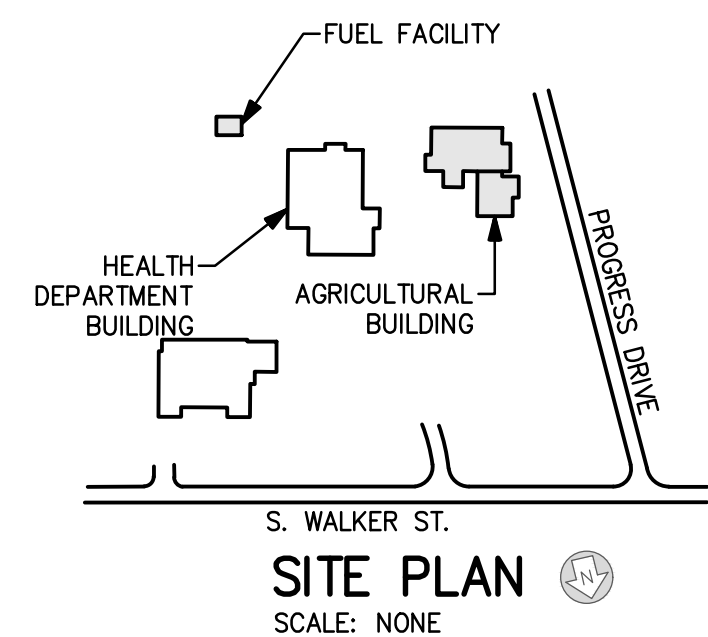 FUEL FACILITY
HEALTH
DEPARTMENT
BUILDING
AGRICULTURAL
BUILDING
PROGRESS DRIVE
S. WALKER ST.
SITE PLAN
N
SCALE: NONE